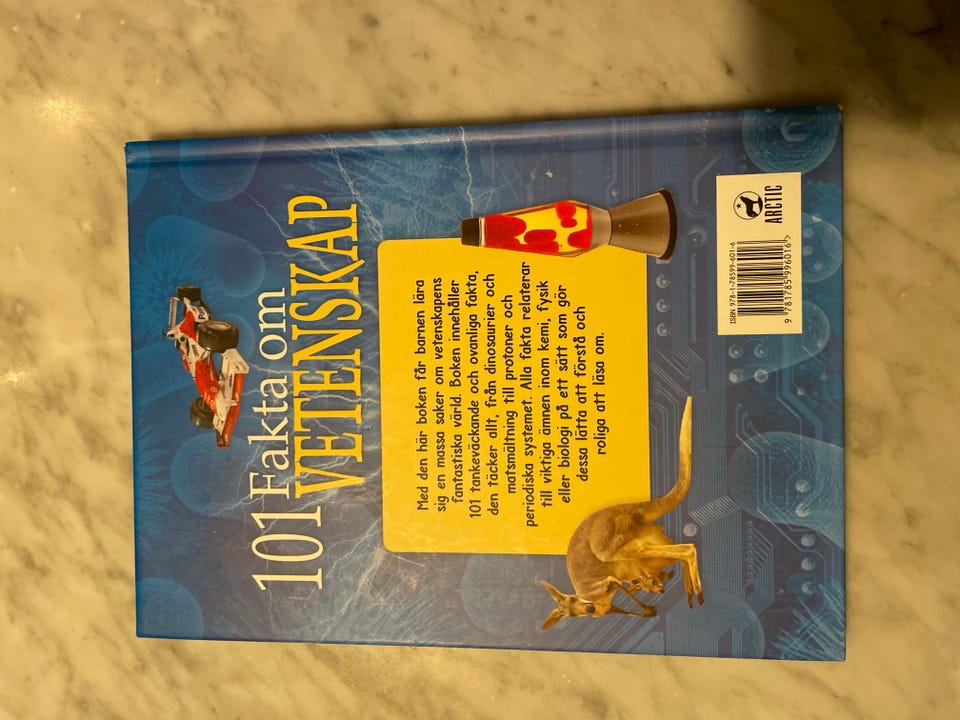 101 Fakta om
VETENSKAP
Med den här boken får barnen lära
sig en massa saker om vetenskapens
fantastiska värld. Boken innehåller
101 tankeväckande och ovanliga fakta,
den täcker allt, från dinosaurier och
matsmältning till protoner och
periodiska systemet. Alla fakta relaterar
till viktiga ämnen inom kemi, fysik
eller biologi på ett sätt som gör
dessa lätta att förstå och
roliga att läsa om.
ISBN 978-1-78599-601-6
9 781785 996016 >
ARCTIC